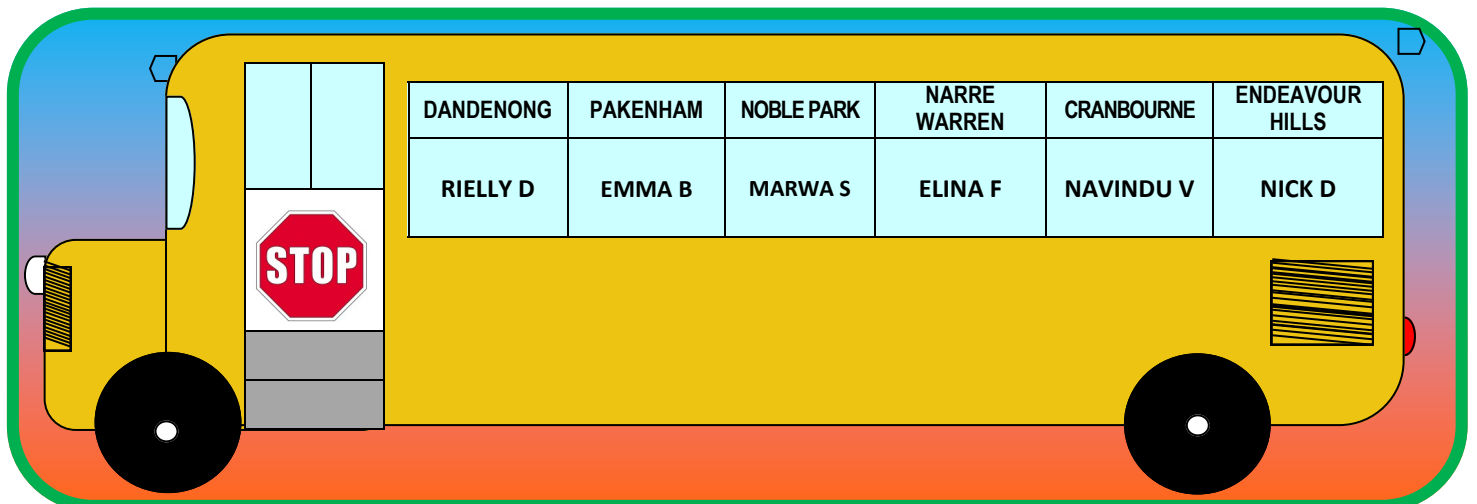 DANDENONG
PAKENHAM
NOBLE PARK
NARRE
WARREN
CRANBOURNE
ENDEAVOUR
HILLS
RIELLY D
EMMA B
MARWA S
ELINA F
NAVINDU V
NICK D
STOP